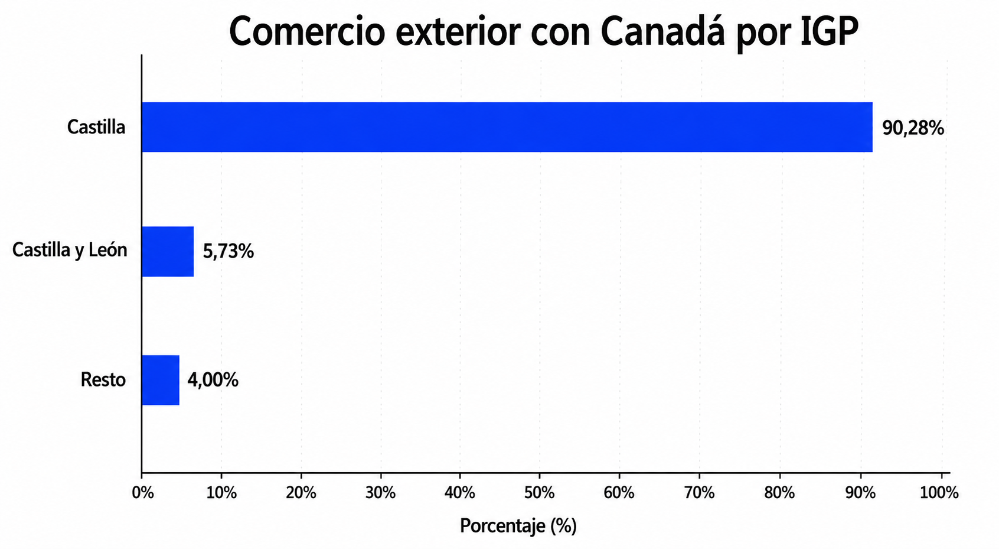 Comercio exterior con Canadá por IGP
Castilla
90,28%
Castilla y León
5,73%
Resto
4,00%
0% 10% 20% 30% 40% 50% 60% 70% 80% 90% 100%
Porcentaje (%)